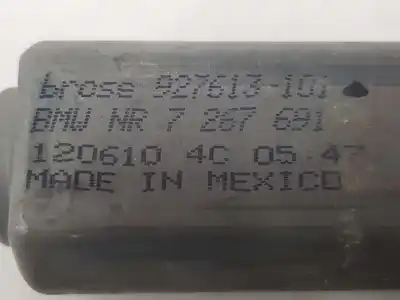 brose 927613-101
BMW NR 7 267 691
120610 4C 05 47
MADE IN MEXICO